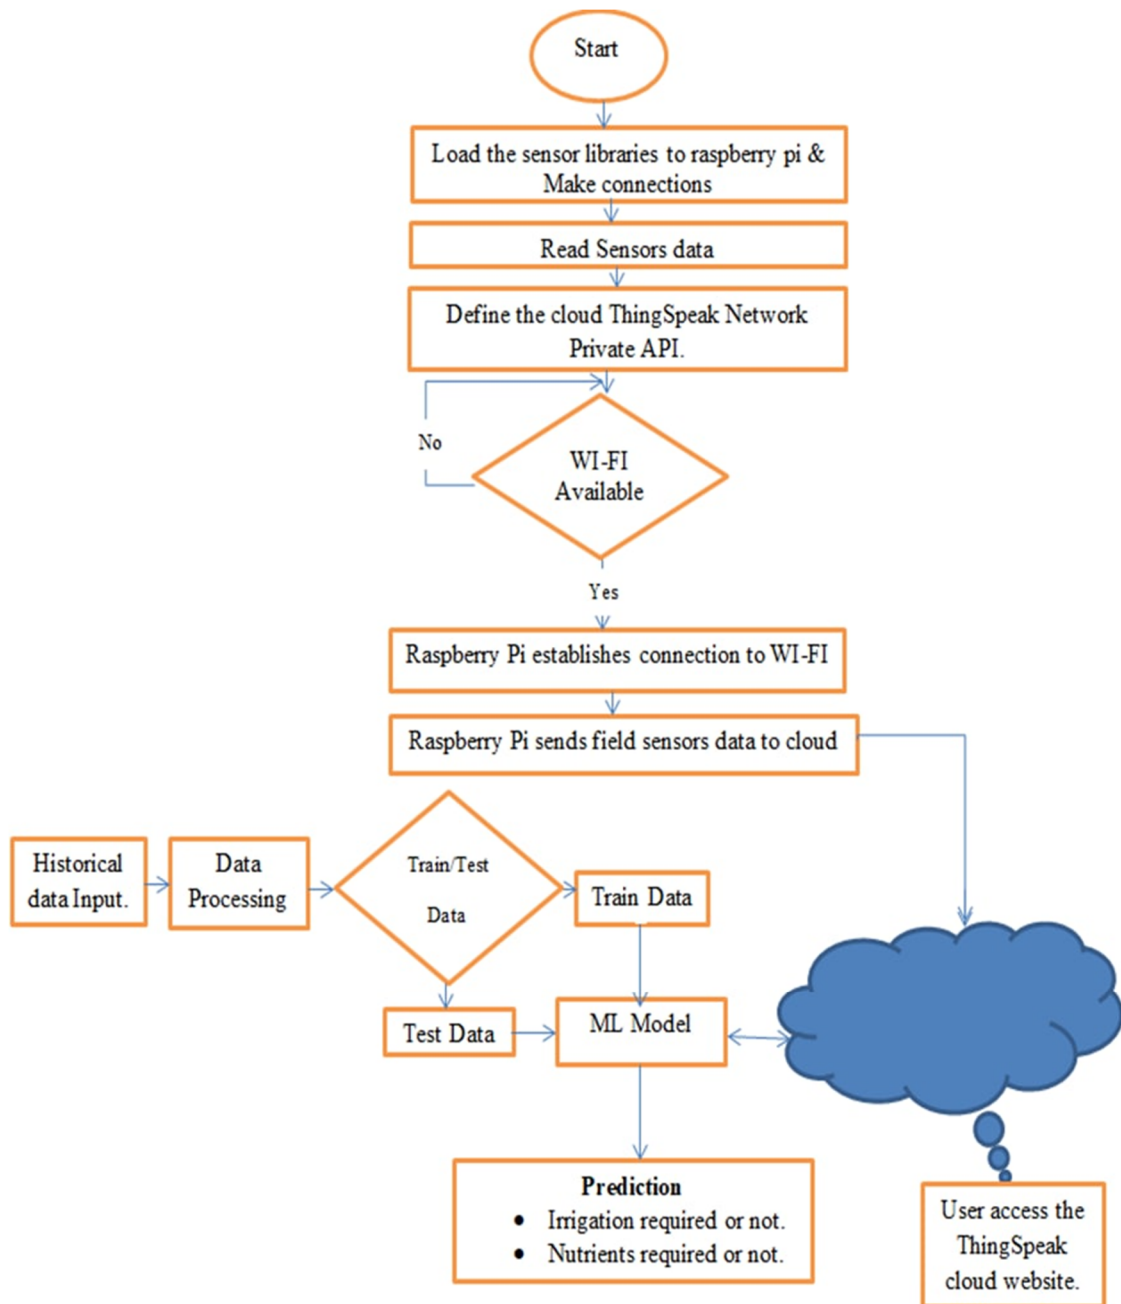 Start
Load the sensor libraries to raspberry pi &
Make connections
Read Sensors data
Define the cloud ThingSpeak Network
Private API.
No
WI-FI
Available
Yes
Raspberry Pi establishes connection to WI-FI
Raspberry Pi sends field sensors data to cloud
Historical
data Input.
Data
Processing
Train/Test
Data
Train Data
Test Data
ML Model
Prediction
• Irrigation required or not.
• Nutrients required or not.
User access the
ThingSpeak
cloud website.